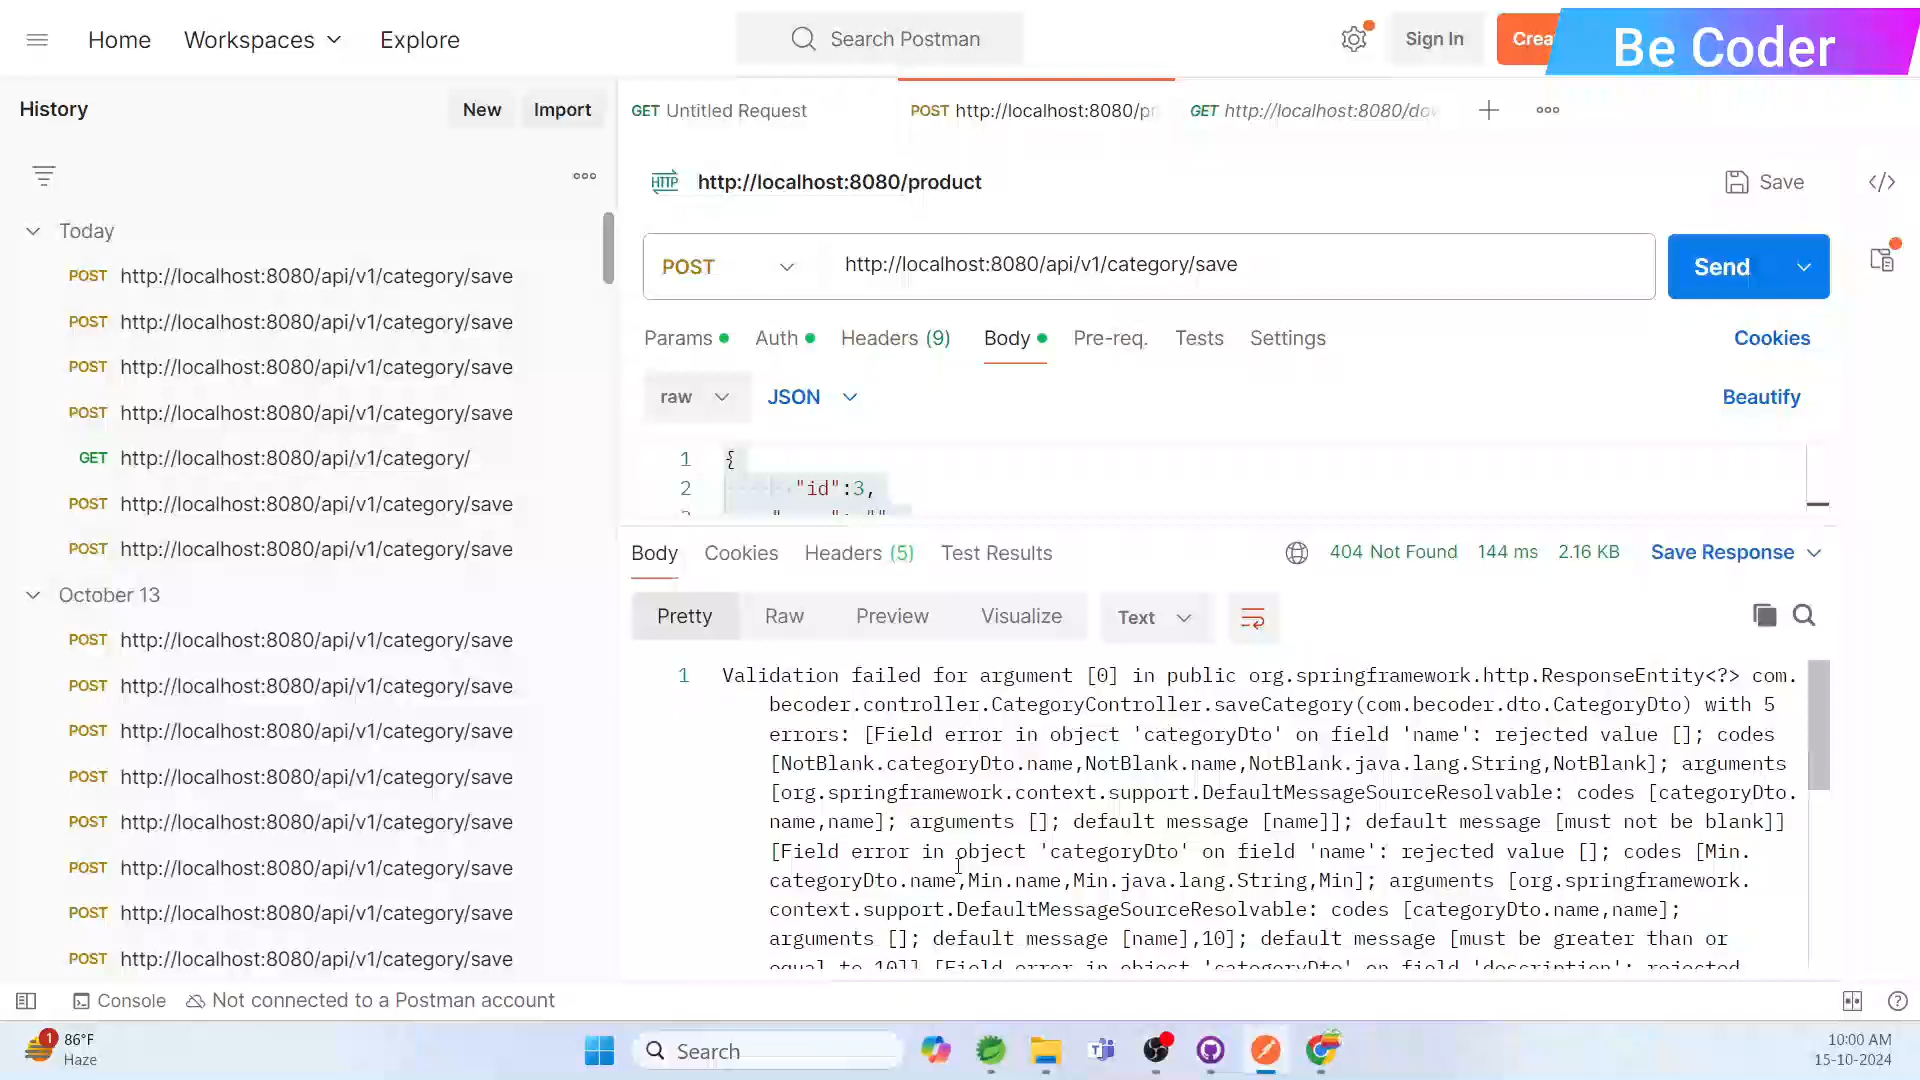 Home
Workspaces
Explore
Search Postman
Sign In
Crea
Be Coder
History
New
Import
GET Untitled Request
POST http://localhost:8080/pr
GET http://localhost:8080/dow
HTTP http://localhost:8080/product
Save
Today
POST http://localhost:8080/api/v1/category/save
POST http://localhost:8080/api/v1/category/save
POST http://localhost:8080/api/v1/category/save
POST http://localhost:8080/api/v1/category/save
GET http://localhost:8080/api/v1/category/
POST http://localhost:8080/api/v1/category/save
POST http://localhost:8080/api/v1/category/save
October 13
POST http://localhost:8080/api/v1/category/save
POST http://localhost:8080/api/v1/category/save
POST http://localhost:8080/api/v1/category/save
POST http://localhost:8080/api/v1/category/save
POST http://localhost:8080/api/v1/category/save
POST http://localhost:8080/api/v1/category/save
POST http://localhost:8080/api/v1/category/save
POST http://localhost:8080/api/v1/category/save
POST http://localhost:8080/api/v1/category/save
Send
Params Auth Headers (9) Body Pre-req. Tests Settings Cookies
raw JSON Beautify
1 {
2 "id":3,
Body Cookies Headers (5) Test Results 404 Not Found 144 ms 2.16 KB Save Response
Pretty Raw Preview Visualize Text
1 Validation failed for argument [0] in public org.springframework.http.ResponseEntity<?> com.
becoder.controller.CategoryController.saveCategory(com.becoder.dto.CategoryDto) with 5
errors: [Field error in object 'categoryDto' on field 'name': rejected value []; codes
[NotBlank.categoryDto.name,NotBlank.name,NotBlank.java.lang.String,NotBlank]; arguments
[org.springframework.context.support.DefaultMessageSourceResolvable: codes [categoryDto.
name,name]; arguments []; default message [name]]; default message [must not be blank]]
[Field error in object 'categoryDto' on field 'name': rejected value []; codes [Min.
categoryDto.name,Min.name,Min.java.lang.String,Min]; arguments [org.springframework.
context.support.DefaultMessageSourceResolvable: codes [categoryDto.name,name];
arguments []; default message [name],10]; default message [must be greater than or
equal to 10]] [Field error in object 'categoryDto' on field 'description': rejected
Console
Not connected to a Postman account
1
86°F
Haze
Search
10:00 AM
15-10-2024